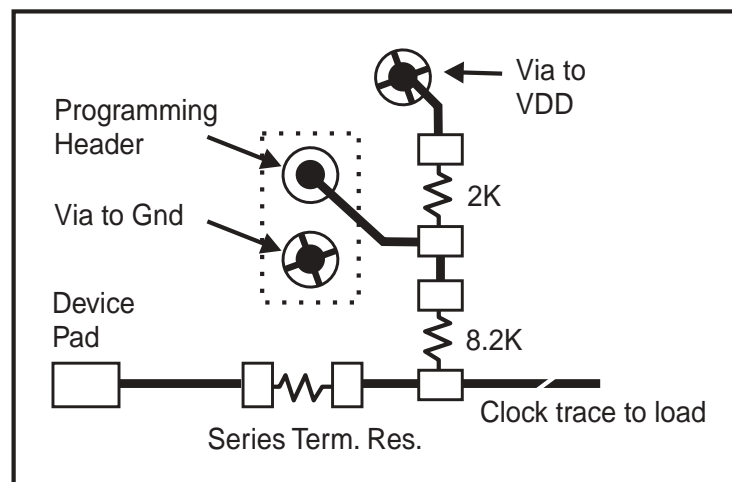 Via to
VDD
Programming
Header
2K
Via to Gnd
Device
Pad
8.2K
Clock trace to load
Series Term. Res.